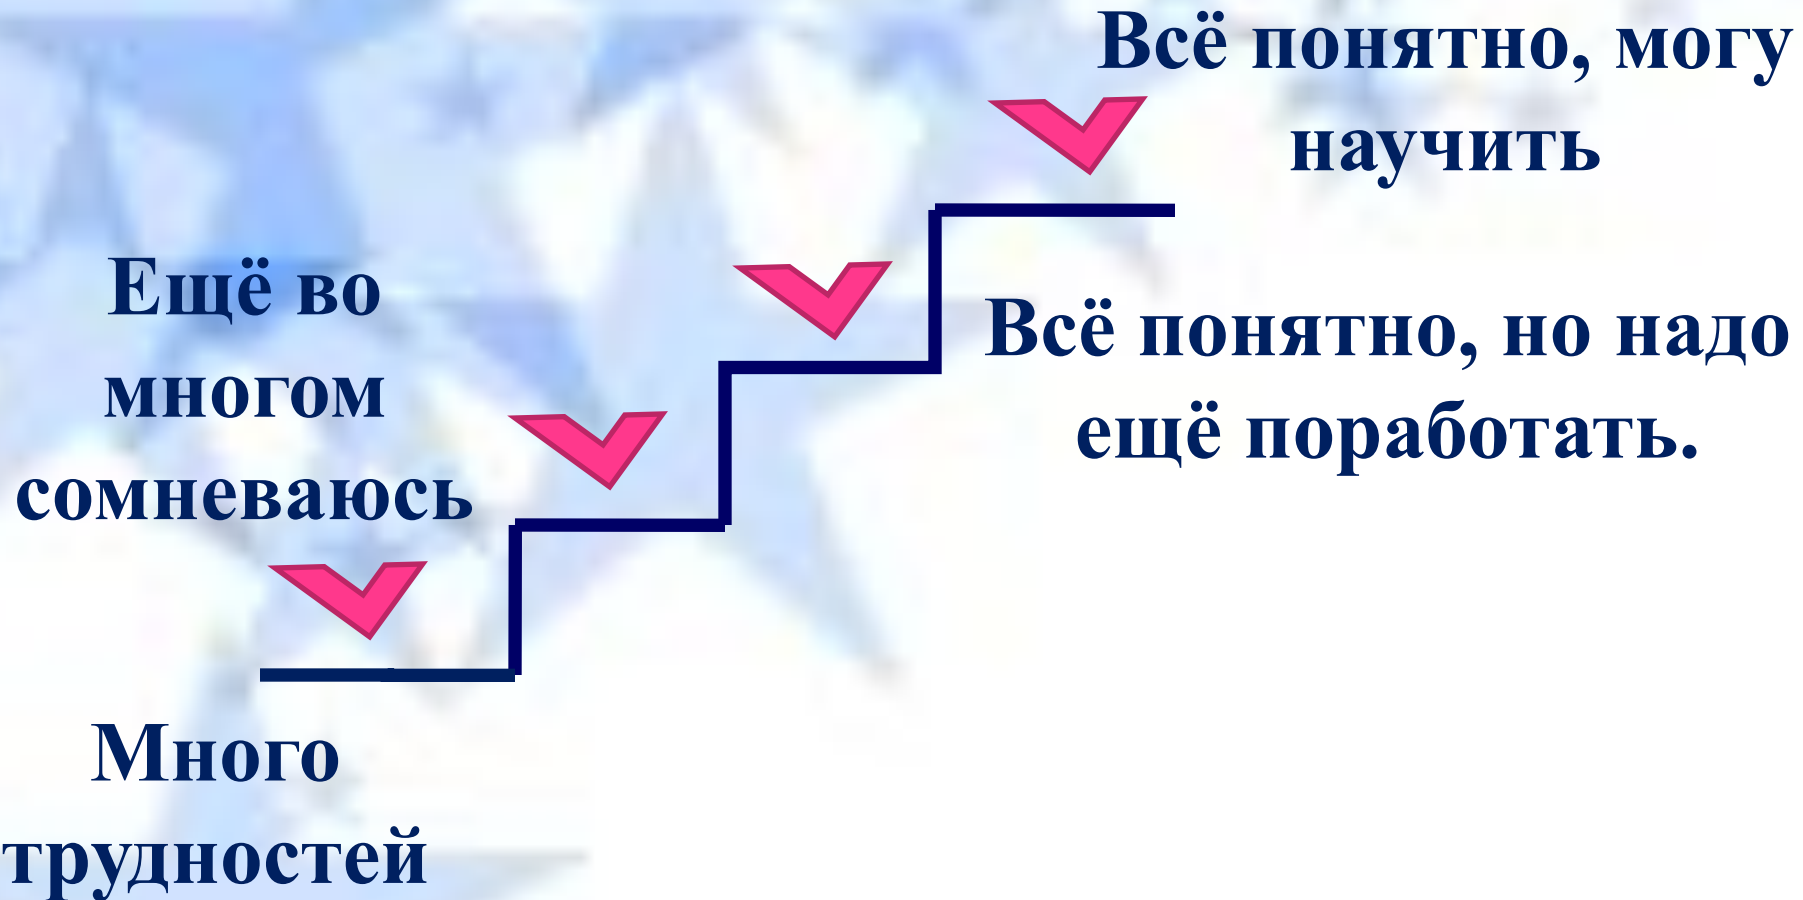 Всё понятно, могу
научить
Ещё во
многом
сомневаюсь
Всё понятно, но надо
ещё поработать.
Много
трудностей